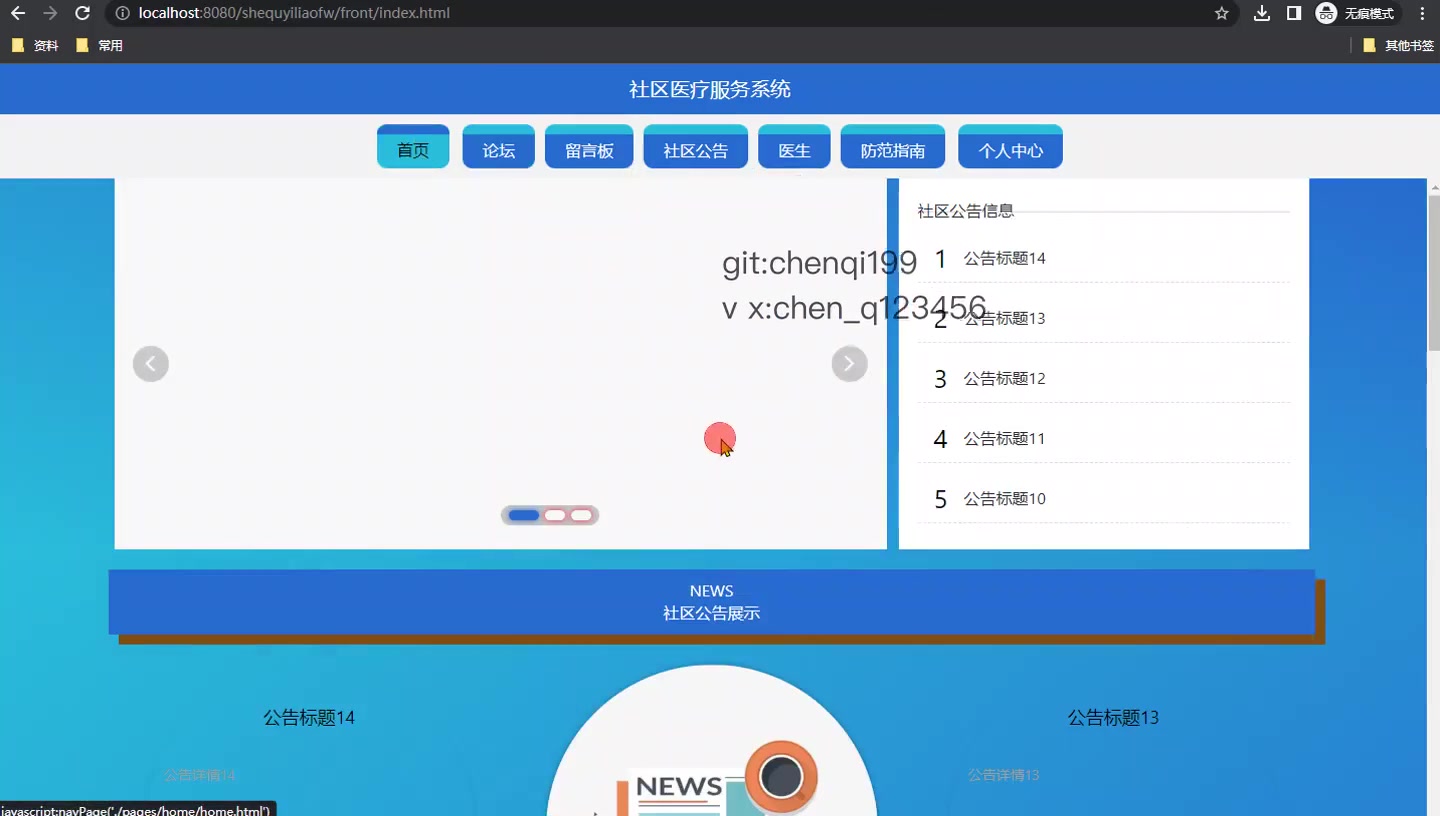 localhost:8080/shequyiliaofw/front/index.html
无痕模式
资料
常用
其他书签
社区医疗服务系统
首页
论坛
留言板
社区公告
医生
防范指南
个人中心
社区公告信息
1 公告标题14
2 公告标题13
3 公告标题12
4 公告标题11
5 公告标题10
git:chenqi199
v x:chen_q123456
NEWS
社区公告展示
公告标题14
公告标题13
公告详情14
公告详情13
NEWS
javascript:navPage('./pages/home/home.html')